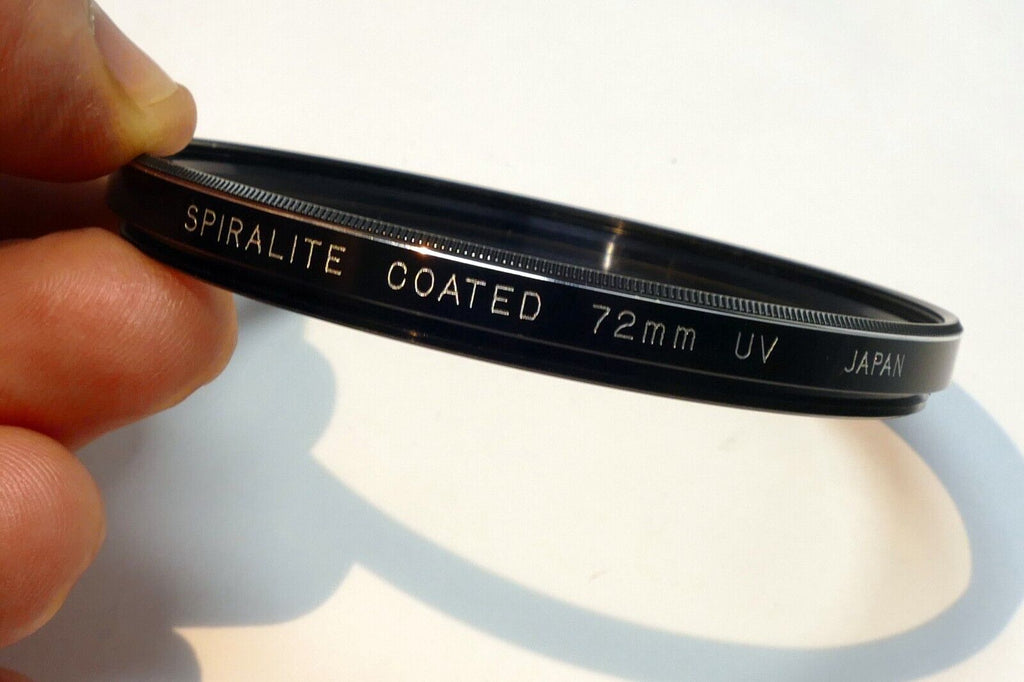 SPIRALITE COATED 72mm UV JAPAN